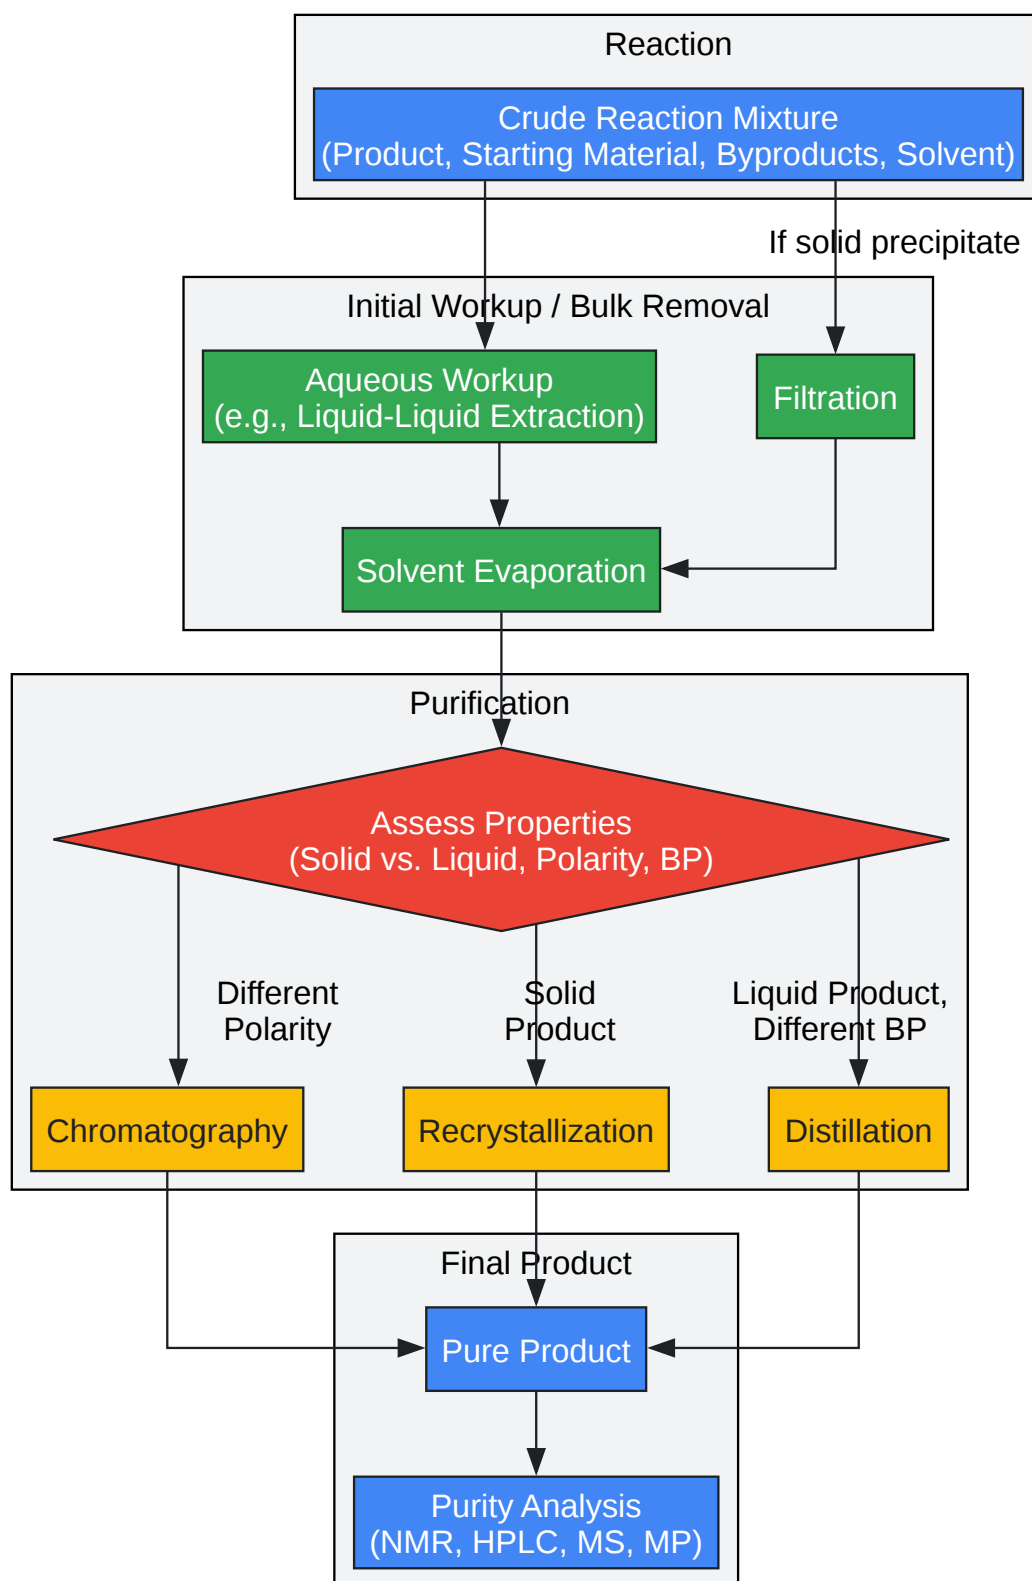 Reaction
Crude Reaction Mixture
(Product, Starting Material, Byproducts, Solvent)
If solid precipitate
Initial Workup / Bulk Removal
Aqueous Workup
(e.g., Liquid-Liquid Extraction)
Filtration
Solvent Evaporation
Purification
Assess Properties
(Solid vs. Liquid, Polarity, BP)
Different
Polarity
Solid
Product
Liquid Product,
Different BP
Chromatography
Recrystallization
Distillation
Final Product
Pure Product
Purity Analysis
(NMR, HPLC, MS, MP)